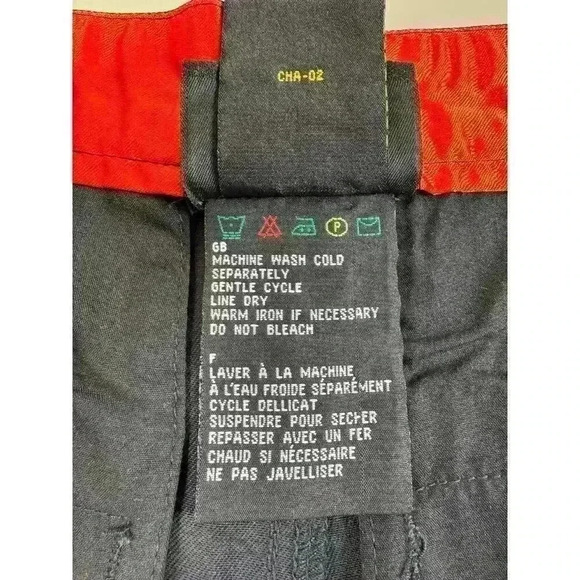 CHA-02
P
GB
MACHINE WASH COLD
SEPARATELY
GENTLE CYCLE
LINE DRY
WARM IRON IF NECESSARY
DO NOT BLEACH
F
LAVER À LA MACHINE
À L'EAU FROIDE SÉPARÉMENT
CYCLE DELLICAT
SUSPENDRE POUR SECHER
REPASSER AVEC UN FER
CHAUD SI NÉCESSAIRE
NE PAS JAVELLISER